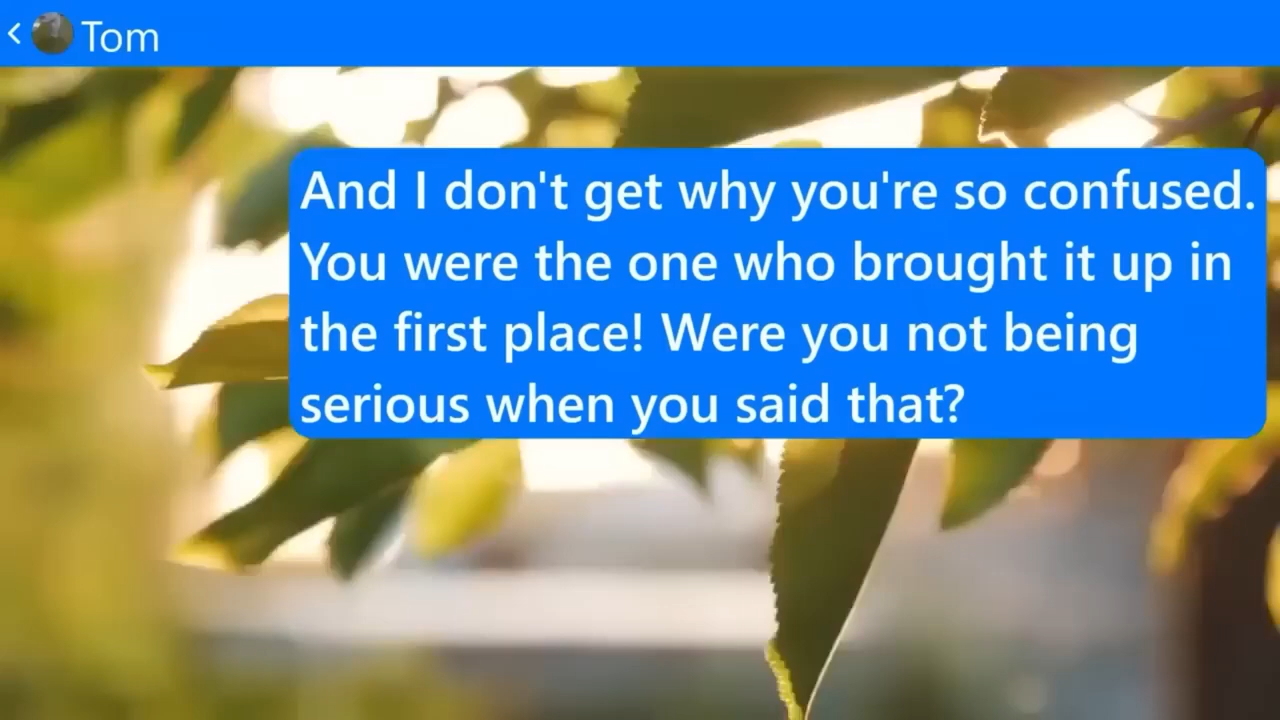 Tom
And I don't get why you're so confused.
You were the one who brought it up in
the first place! Were you not being
serious when you said that?